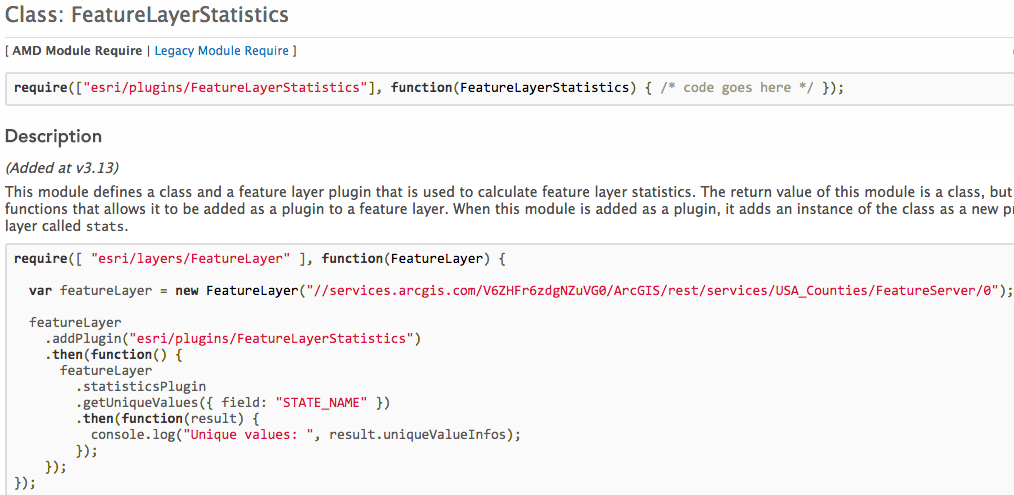 Class: FeatureLayerStatistics
[ AMD Module Require | Legacy Module Require ]
require(["esri/plugins/FeatureLayerStatistics"], function(FeatureLayerStatistics) { /* code goes here */ });
Description
(Added at v3.13)
This module defines a class and a feature layer plugin that is used to calculate feature layer statistics. The return value of this module is a class, but
functions that allows it to be added as a plugin to a feature layer. When this module is added as a plugin, it adds an instance of the class as a new
layer called stats.
require([ "esri/layers/FeatureLayer" ], function(FeatureLayer) {
var featureLayer = new FeatureLayer("//services.arcgis.com/V6ZHFr6zdgNZuVG0/ArcGIS/rest/services/USA_Counties/FeatureServer/0");
featureLayer
.addPlugin("esri/plugins/FeatureLayerStatistics")
.then(function() {
featureLayer
.statisticsPlugin
.getUniqueValues({ field: "STATE_NAME" })
.then(function(result) {
console.log("Unique values: ", result.uniqueValueInfos);
});
});
});